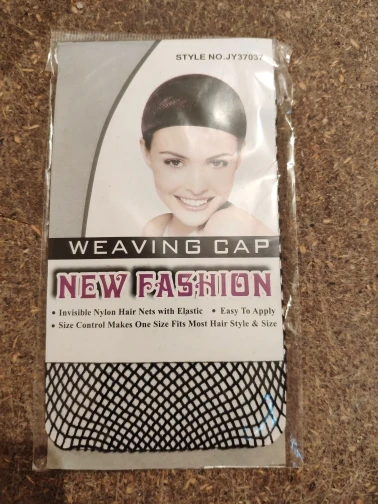 STYLE NO.JY37037
WEAVING CAP
NEW FASHION
• Invisible Nylon Hair Nets with Elastic • Easy To Apply
• Size Control Makes One Size Fits Most Hair Style & Size